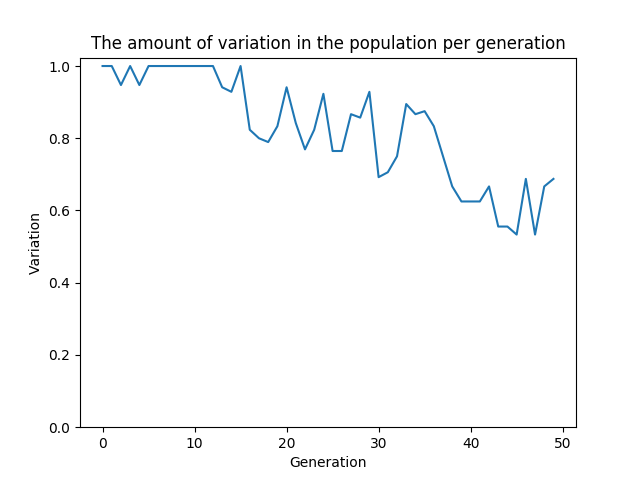 The amount of variation in the population per generation
1.0
0.8
0.6
0.4
0.2
0.0
Variation
0 10 20 30 40 50
Generation